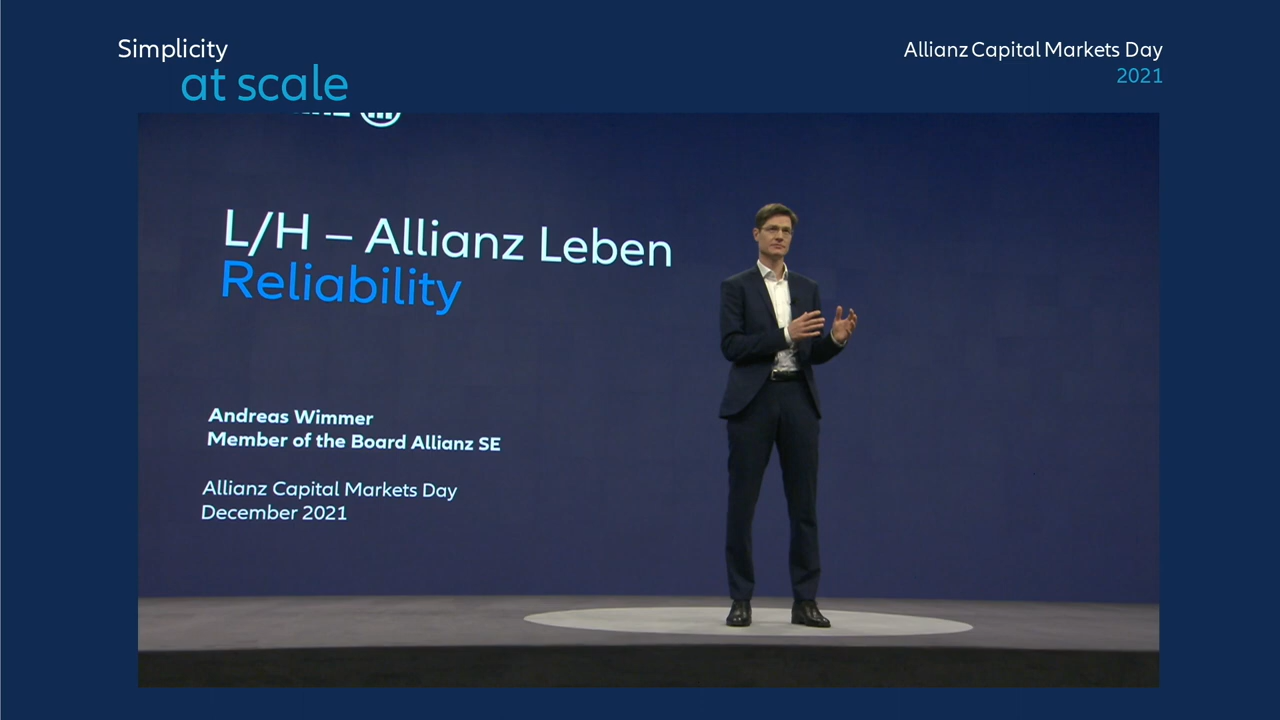 Simplicity
at scale
Allianz Capital Markets Day
2021
L/H – Allianz Leben
Reliability
Andreas Wimmer
Member of the Board Allianz SE
Allianz Capital Markets Day
December 2021